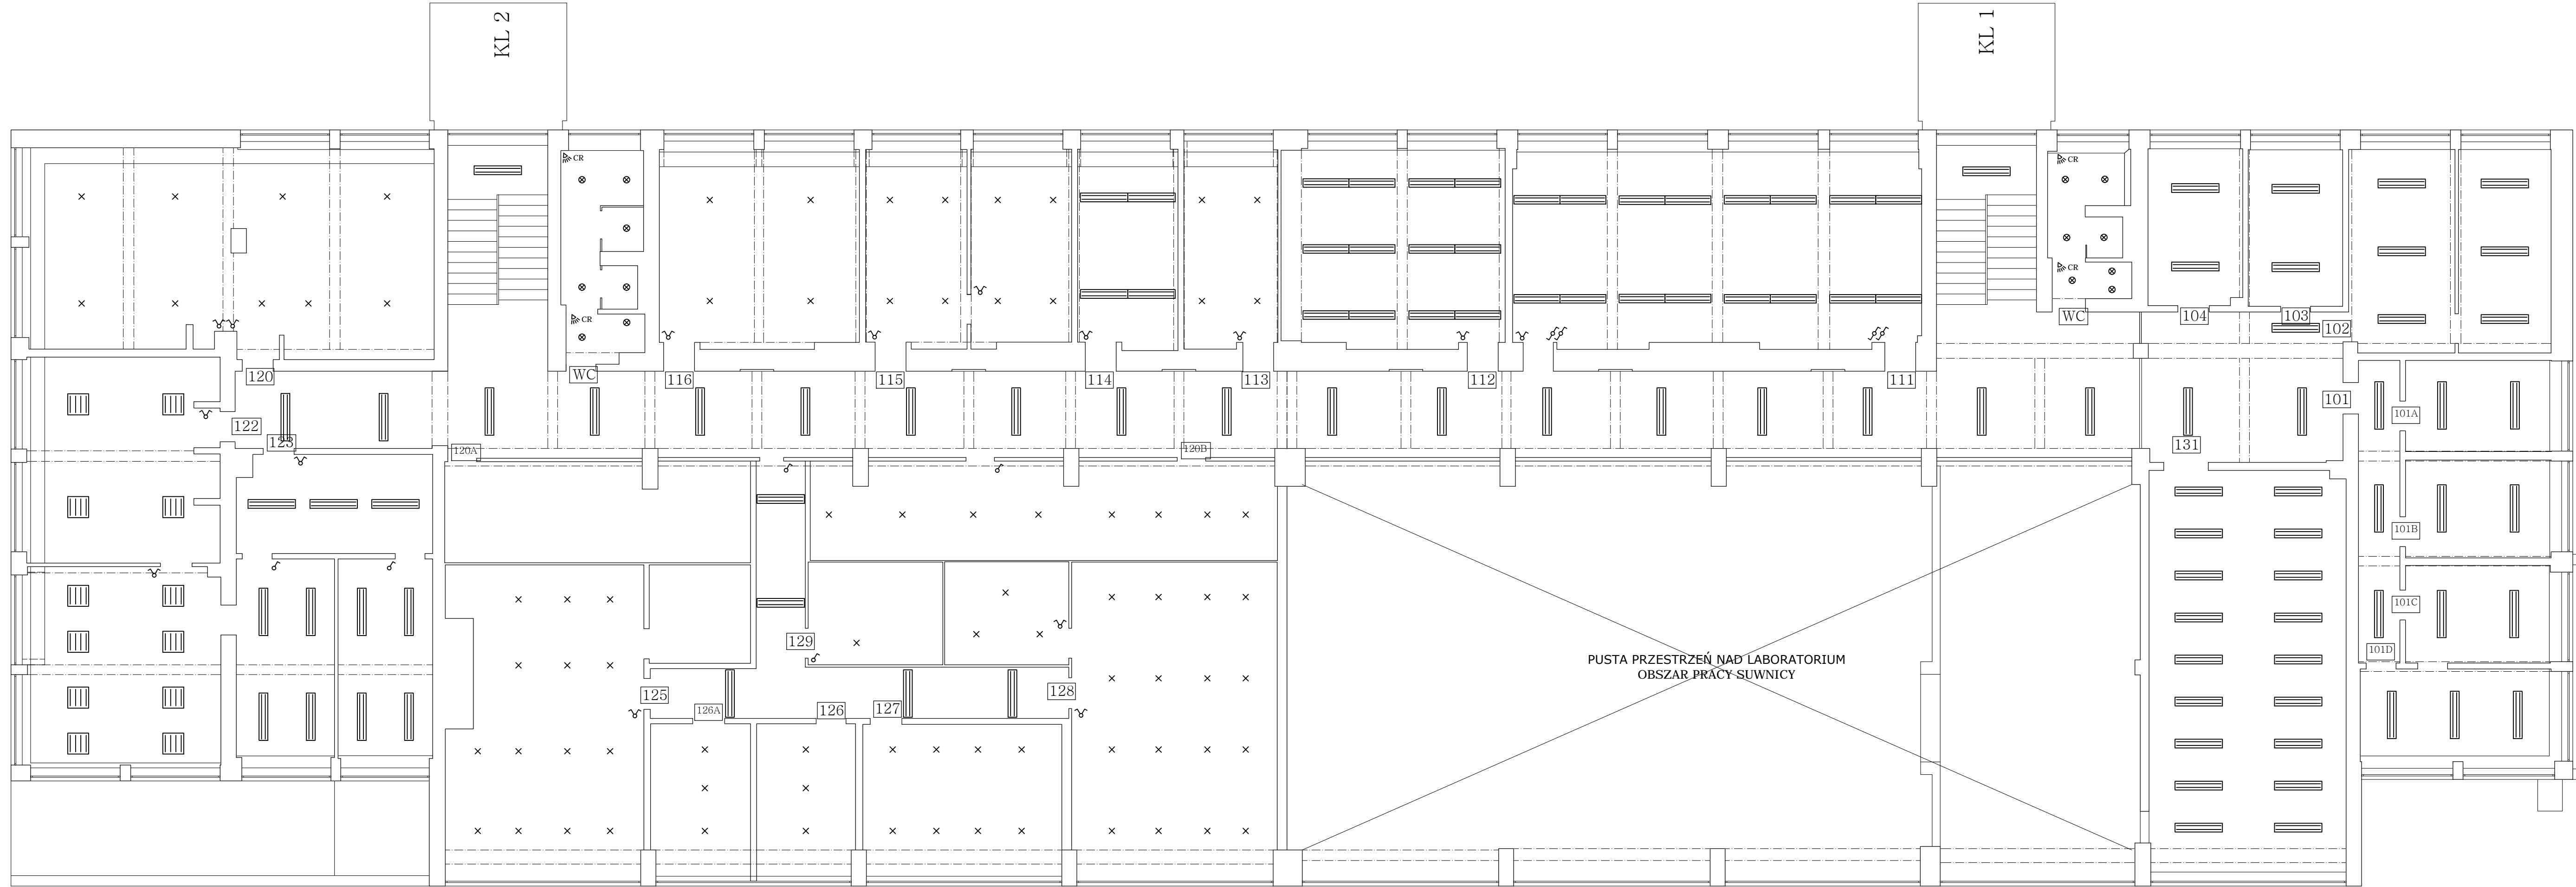 KL 2
KL 1
CR
CR
CR
CR
CR
WC
104
103
102
120
WC
116
115
114
113
112
111
101
101A
122
123
120A
120B
131
101B
101C
129
101D
PUSTA PRZESTRZEŃ NAD LABORATORIUM
OBSZAR PRACY SUWNICY
125
126A
126
127
128